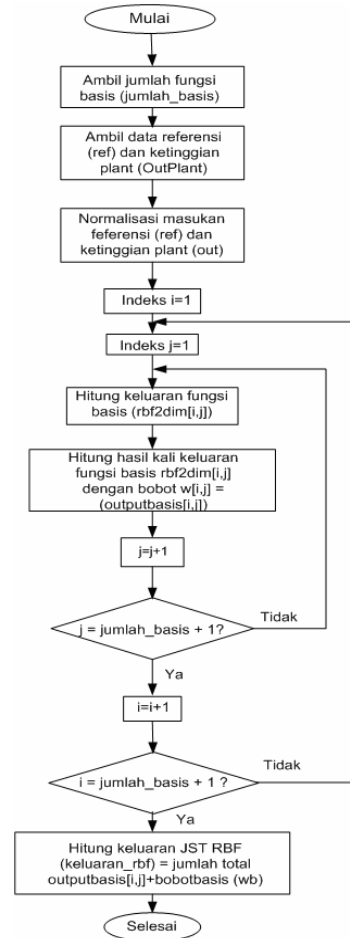 Mulai
Ambil jumlah fungsi
basis (jumlah_basis)
Ambil data referensi
(ref) dan ketinggian
plant (OutPlant)
Normalisasi masukan
feferensi (ref) dan
ketinggian plant (out)
Indeks i=1
Indeks j=1
Hitung keluaran fungsi
basis (rbf2dim[i,j])
Hitung hasil kali keluaran
fungsi basis rbf2dim[i,j]
dengan bobot w[i,j] =
(outputbasis[i,j])
j=j+1
j = jumlah_basis + 1?
Tidak
Ya
i=i+1
i = jumlah_basis + 1 ?
Tidak
Ya
Hitung keluaran JST RBF
(keluaran_rbf) = jumlah total
outputbasis[i,j]+bobotbasis (wb)
Selesai